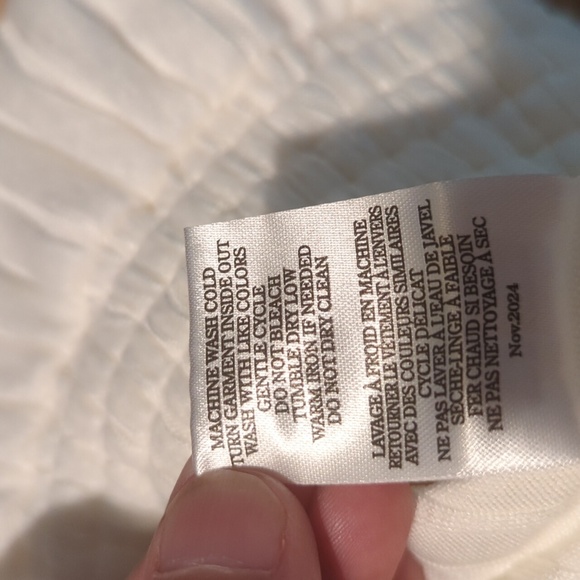 MACHINE WASH COLD
TURN GARMENT INSIDE OUT
WASH WITH LIKE COLORS
GENTLE CYCLE
DO NOT BLEACH
TUMBLE DRY LOW
WARM IRON IF NEEDED
DO NOT DRY CLEAN
LAVAGE À FROID EN MACHINE
RETOURNE LE VETEMENT À L'ENVERS
AVEC DES COULEURS SIMILAIRES
CYCLE DÉLICAT
NE PAS LAVER À L'EAU DE JAVEL
SÈCHE-LINGE À FAIBLE
FER CHAUD SI BESOIN
NE PAS NETTOYAGE À SEC
Nov.2024